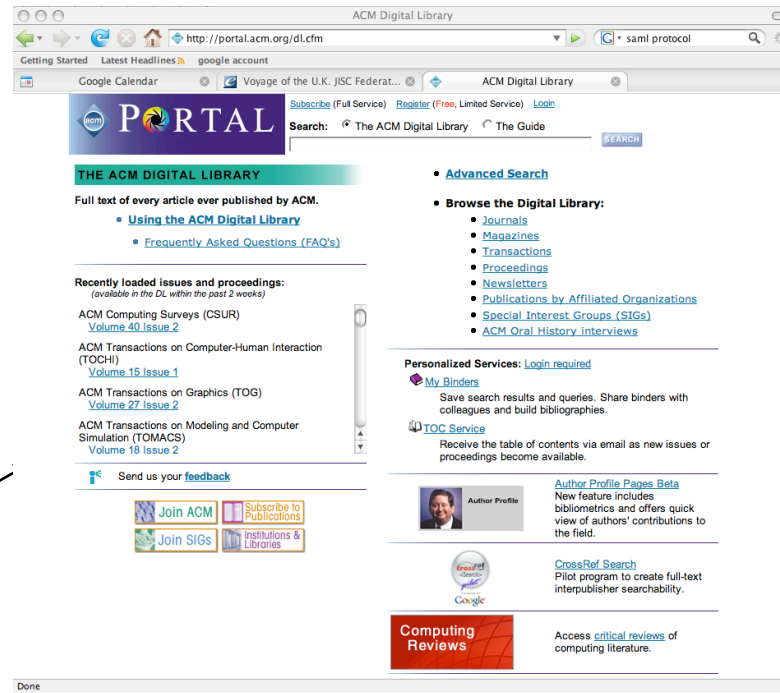 ACM Digital Library
http://portal.acm.org/dl.cfm
saml protocol
Getting Started Latest Headlines google account
Google Calendar
Voyage of the U.K. JISC Federat...
ACM Digital Library
acm
PORTAL
Subscribe (Full Service) Register (Free, Limited Service) Login
Search: The ACM Digital Library The Guide
SEARCH
THE ACM DIGITAL LIBRARY
Full text of every article ever published by ACM.
Using the ACM Digital Library
Frequently Asked Questions (FAQ's)
Recently loaded issues and proceedings:
(available in the DL within the past 2 weeks)
ACM Computing Surveys (CSUR)
Volume 40 Issue 2
ACM Transactions on Computer-Human Interaction
(TOCHI)
Volume 15 Issue 1
ACM Transactions on Graphics (TOG)
Volume 27 Issue 2
ACM Transactions on Modeling and Computer
Simulation (TOMACS)
Volume 18 Issue 2
Send us your feedback
Join ACM
Subscribe to
Publications
Join SIGs
Institutions &
Libraries
Advanced Search
Browse the Digital Library:
Journals
Magazines
Transactions
Proceedings
Newsletters
Publications by Affiliated Organizations
Special Interest Groups (SIGs)
ACM Oral History interviews
Personalized Services: Login required
My Binders
Save search results and queries. Share binders with
colleagues and build bibliographies.
TOC Service
Receive the table of contents via email as new issues or
proceedings become available.
Author Profile
Author Profile Pages Beta
New feature includes
bibliometrics and offers quick
view of authors' contributions to
the field.
crossref
Search
pilot
Google
CrossRef Search
Pilot program to create full-text
interpublisher searchability.
Computing
Reviews
Access critical reviews of
computing literature.
Done